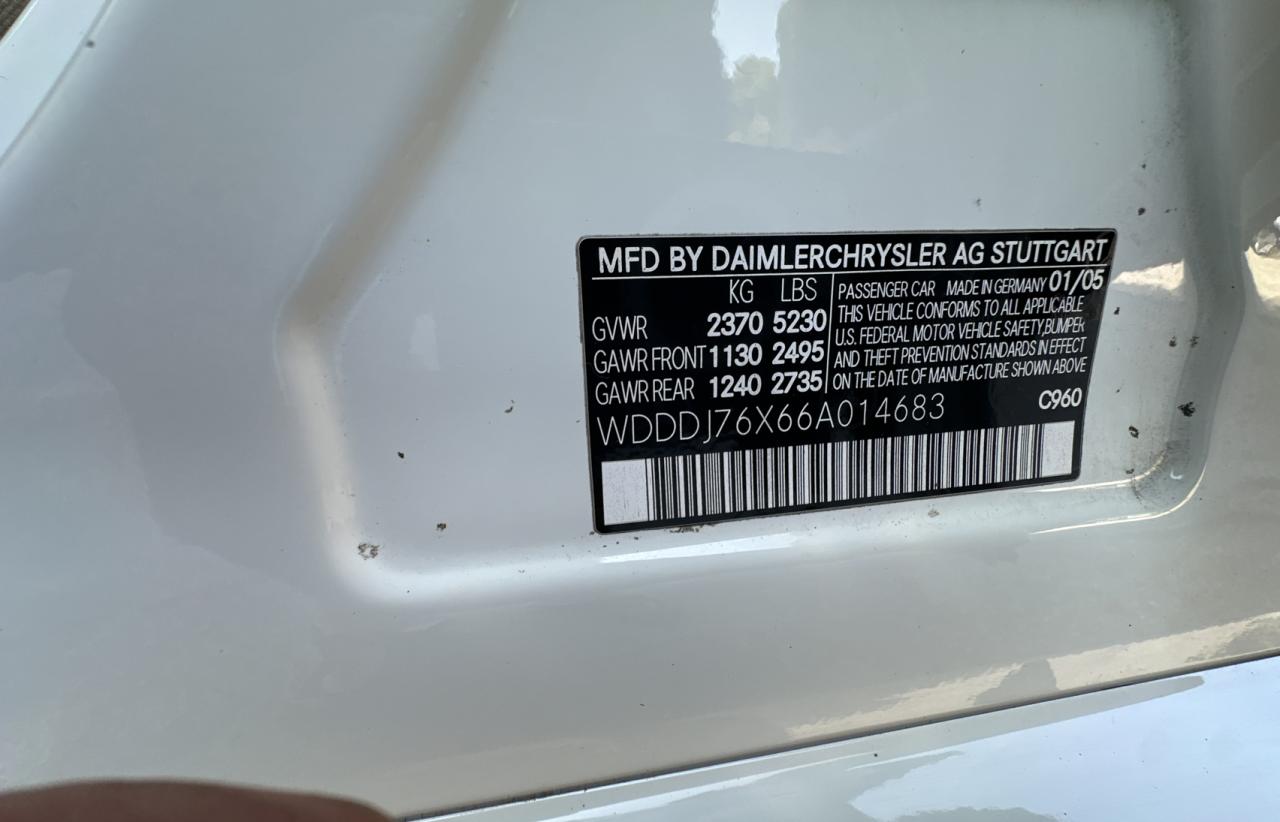 MFD BY DAIMLERCHRYSLER AG STUTTGART
KG LBS
GVWR 2370 5230
GAWR FRONT 1130 2495
GAWR REAR 1240 2735
PASSENGER CAR MADE IN GERMANY 01/05
THIS VEHICLE CONFORMS TO ALL APPLICABLE
U.S. FEDERAL MOTOR VEHICLE SAFETY,BUMPER
AND THEFT PREVENTION STANDARDS IN EFFECT
ON THE DATE OF MANUFACTURE SHOWN ABOVE
C960
WDDDJ76X66A014683